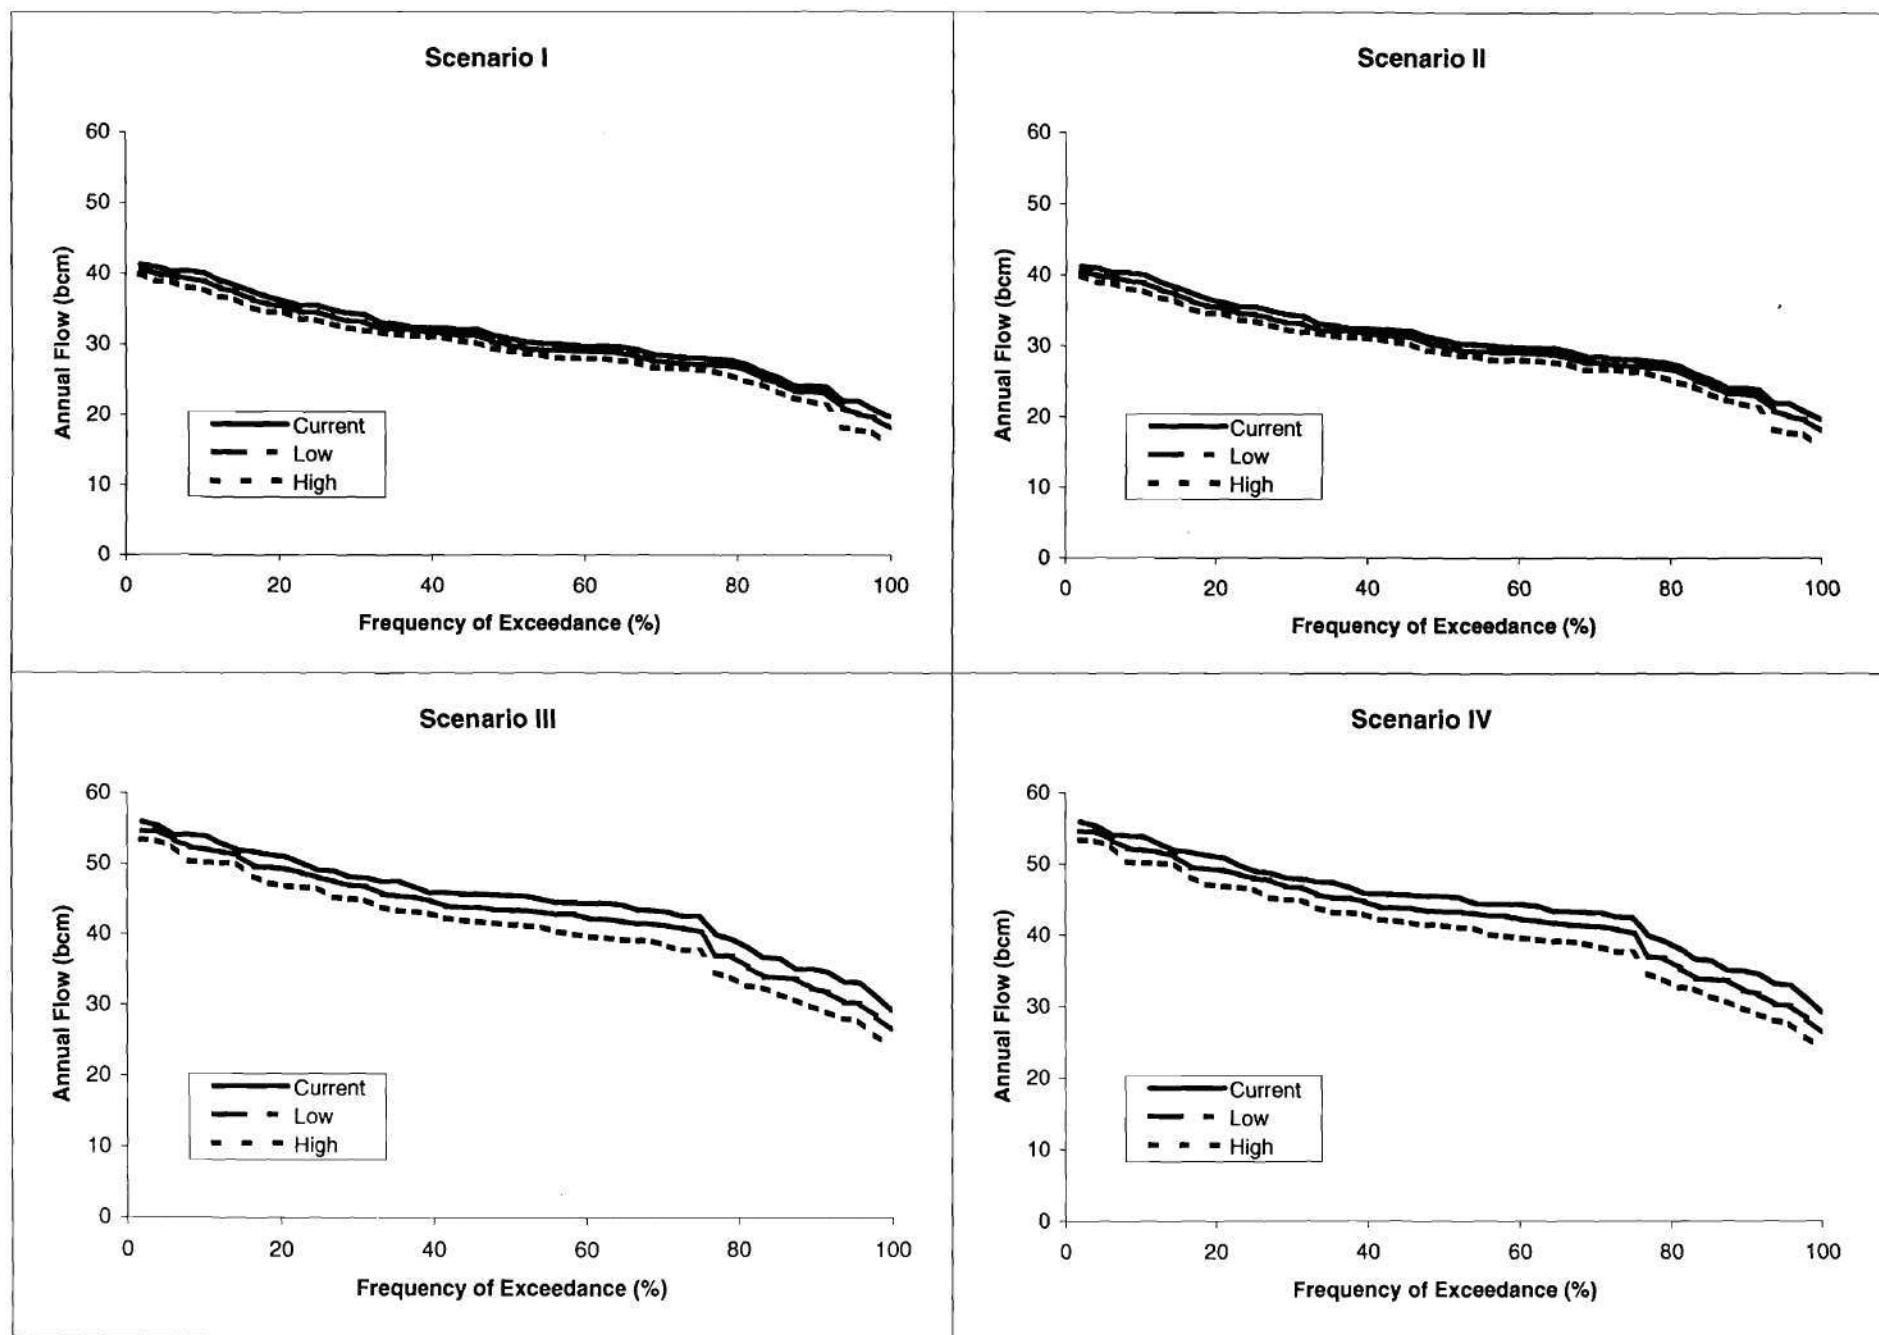 Scenario I
60
50
40
30
20
10
0
Annual Flow (bcm)
Current
Low
High
0 20 40 60 80 100
Frequency of Exceedance (%)
Scenario II
60
50
40
30
20
10
0
Annual Flow (bcm)
Current
Low
High
0 20 40 60 80 100
Frequency of Exceedance (%)
Scenario III
60
50
40
30
20
10
0
Annual Flow (bcm)
Current
Low
High
0 20 40 60 80 100
Frequency of Exceedance (%)
Scenario IV
60
50
40
30
20
10
0
Annual Flow (bcm)
Current
Low
High
0 20 40 60 80 100
Frequency of Exceedance (%)